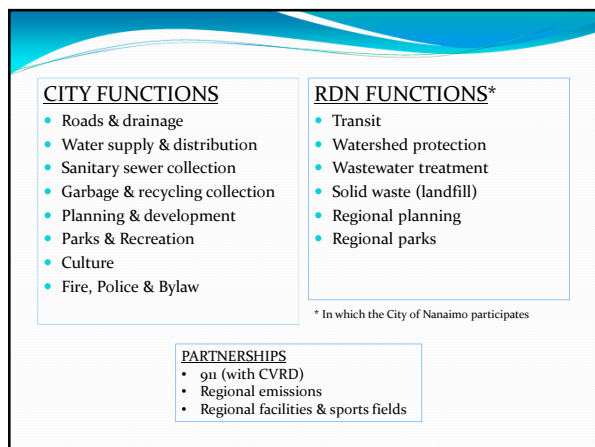 CITY FUNCTIONS
• Roads & drainage
• Water supply & distribution
• Sanitary sewer collection
• Garbage & recycling collection
• Planning & development
• Parks & Recreation
• Culture
• Fire, Police & Bylaw
RDN FUNCTIONS*
• Transit
• Watershed protection
• Wastewater treatment
• Solid waste (landfill)
• Regional planning
• Regional parks
* In which the City of Nanaimo participates
PARTNERSHIPS
• 911 (with CVRD)
• Regional emissions
• Regional facilities & sports fields